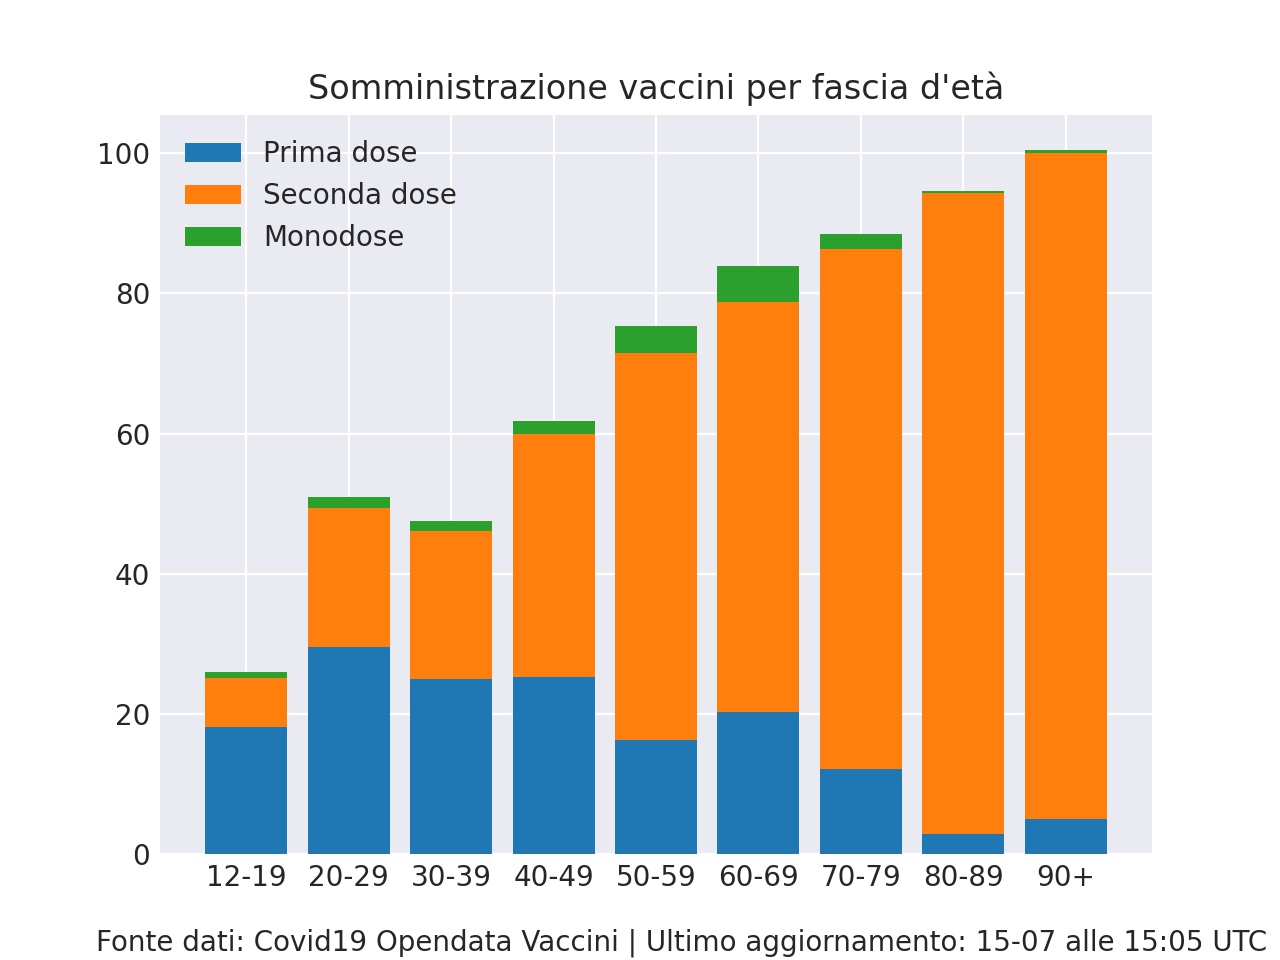 Somministrazione vaccini per fascia d'età
Prima dose
Seconda dose
Monodose
100
80
60
40
20
0
12-19 20-29 30-39 40-49 50-59 60-69 70-79 80-89 90+
Fonte dati: Covid19 Opendata Vaccini | Ultimo aggiornamento: 15-07 alle 15:05 UTC